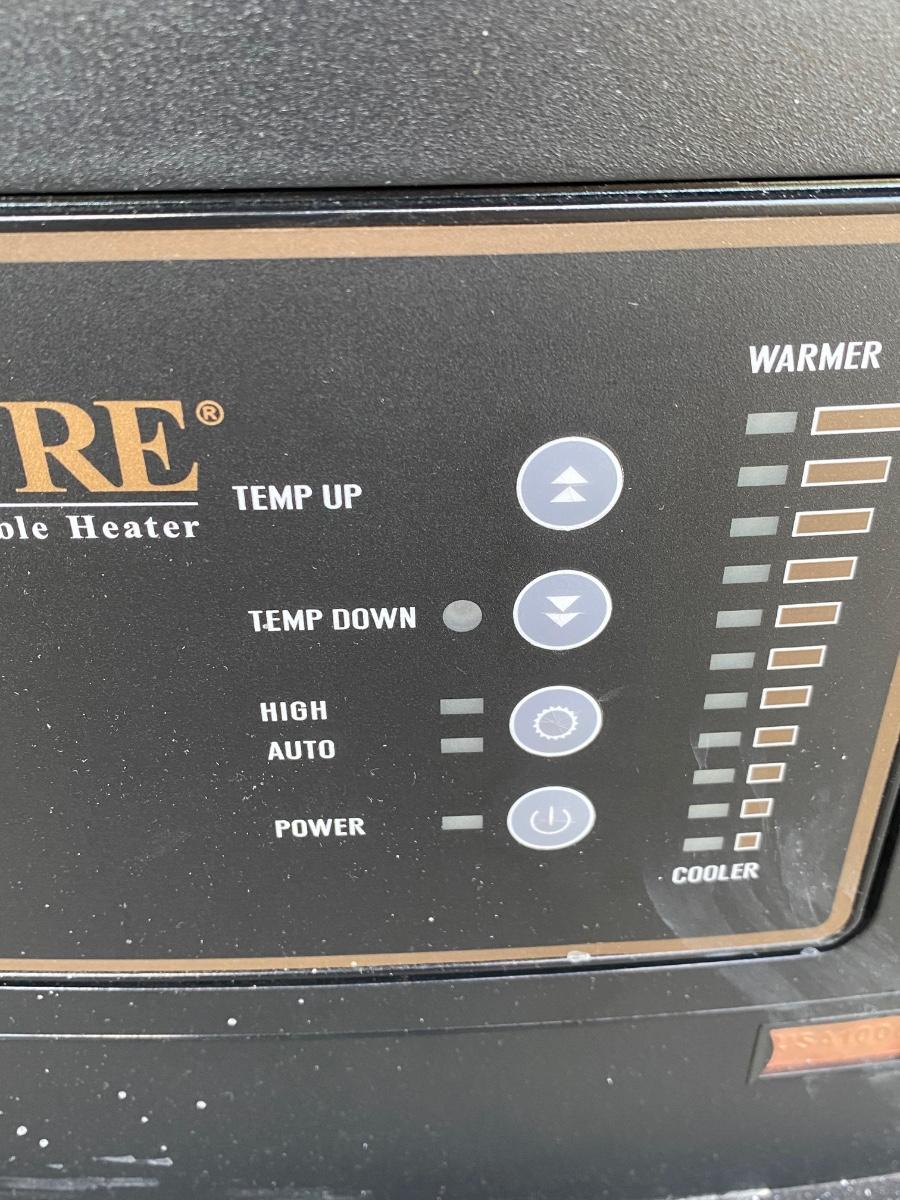 RE®
ble Heater
TEMP UP
TEMP DOWN
HIGH
AUTO
POWER
WARMER
COOLER